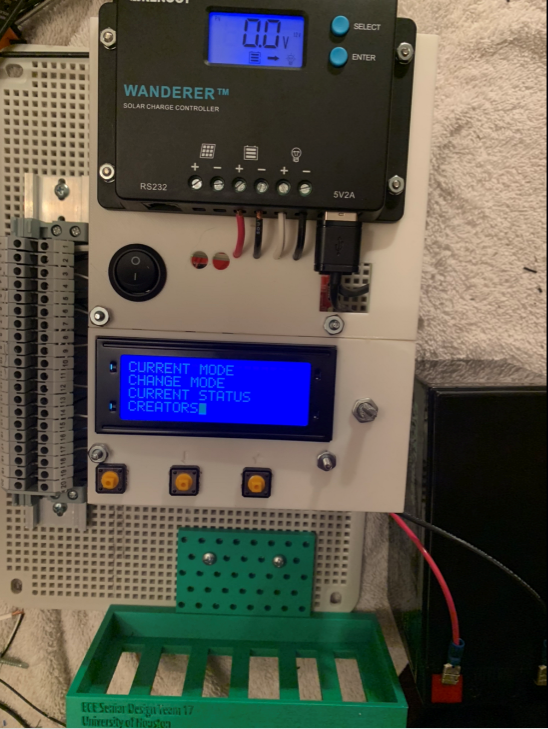 0.0 V
SELECT
ENTER
WANDERER™
SOLAR CHARGE CONTROLLER
+ - + - + -
RS232
5V2A
O
I
CURRENT MODE
CHANGE MODE
CURRENT STATUS
CREATORS
ECE Senior Design Team 17
University of Houston